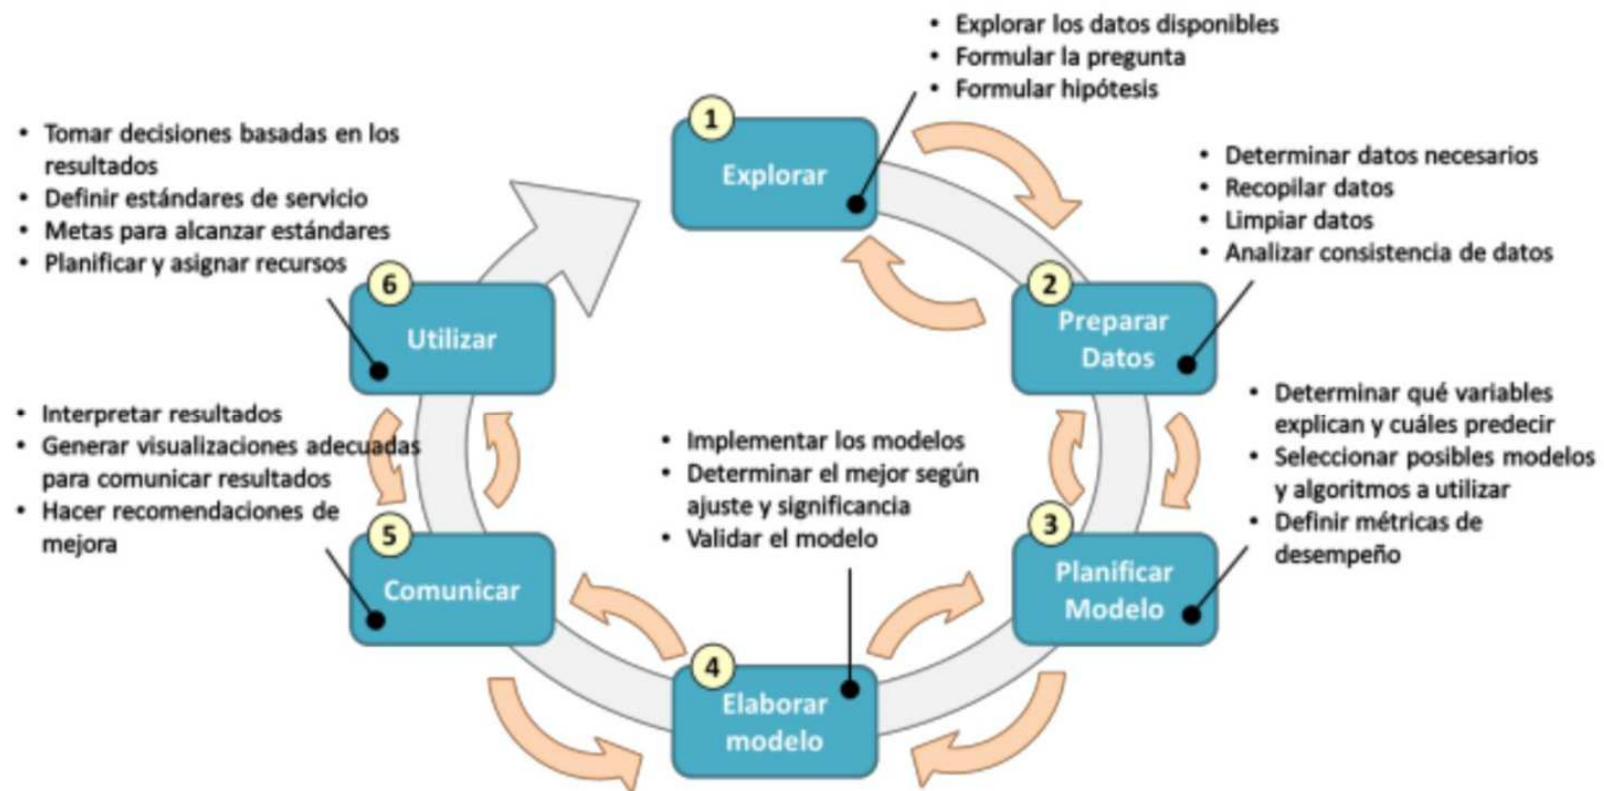 • Explorar los datos disponibles
• Formular la pregunta
• Formular hipótesis
1
Explorar
• Determinar datos necesarios
• Recopilar datos
• Limpiar datos
• Analizar consistencia de datos
2
Preparar
Datos
• Determinar qué variables
explican y cuáles predecir
• Seleccionar posibles modelos
y algoritmos a utilizar
• Definir métricas de
desempeño
3
Planificar
Modelo
• Implementar los modelos
• Determinar el mejor según
ajuste y significancia
• Validar el modelo
4
Elaborar
modelo
• Interpretar resultados
• Generar visualizaciones adecuadas
para comunicar resultados
• Hacer recomendaciones de
mejora
5
Comunicar
• Tomar decisiones basadas en los
resultados
• Definir estándares de servicio
• Metas para alcanzar estándares
• Planificar y asignar recursos
6
Utilizar